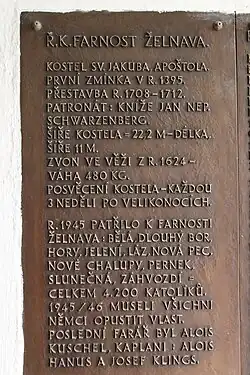 Ř.K. FARNOST ŽELNAVA.
KOSTEL SV. JAKUBA, APOŠTOLA.
PRVNÍ ZMÍNKA V R. 1395.
PŘESTAVBA R. 1708–1712.
PATRONÁT: KNÍŽE JAN NEP.
SCHWARZENBERG.
ŠÍŘE KOSTELA = 22,2 M – DÉLKA.
ŠÍŘE 11 M.
ZVON VE VĚŽI Z R. 1624 –
VÁHA 480 KG.
POSVĚCENÍ KOSTELA – KAŽDOU
3 NEDĚLI PO VELIKONOCÍCH.
R. 1945 PATŘILO K FARNOSTI
ŽELNAVA: BĚLÁ, DLOUHÝ BOR,
HORY, JELENÍ, LÁZ, NOVÁ PEC,
NOVÉ CHALUPY, PERNEK,
SLUNEČNÁ, ZÁHVOZDÍ =
CELKEM 4.200 KATOLÍKŮ.
1945/46 MUSELI VŠICHNI
NĚMCI OPUSTIT VLAST.
POSLEDNÍ FARÁŘ BYL ALOIS
KUSCHEL, KAPLANI: ALOIS
HANUS A JOSEF KLINGS.